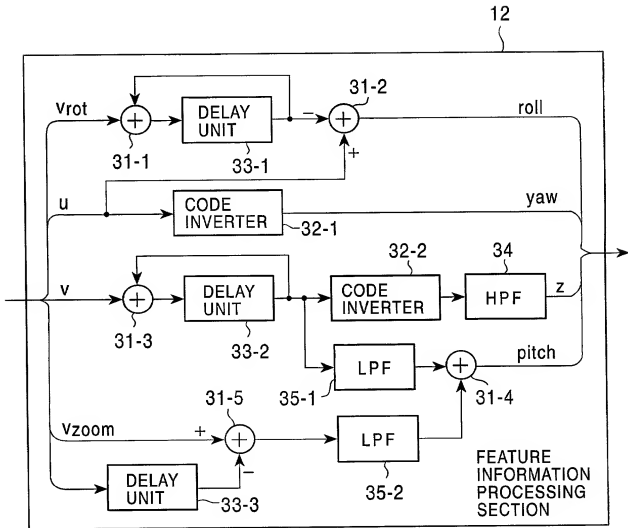 12
31-2
vrot
+
DELAY
UNIT
−
+
roll
31-1
33-1
+
u
CODE
INVERTER
32-1
yaw
32-2
34
v
+
DELAY
UNIT
CODE
INVERTER
HPF
z
31-3
33-2
LPF
+
pitch
35-1
31-4
31-5
vzoom
+
+
LPF
−
35-2
DELAY
UNIT
33-3
FEATURE
INFORMATION
PROCESSING
SECTION